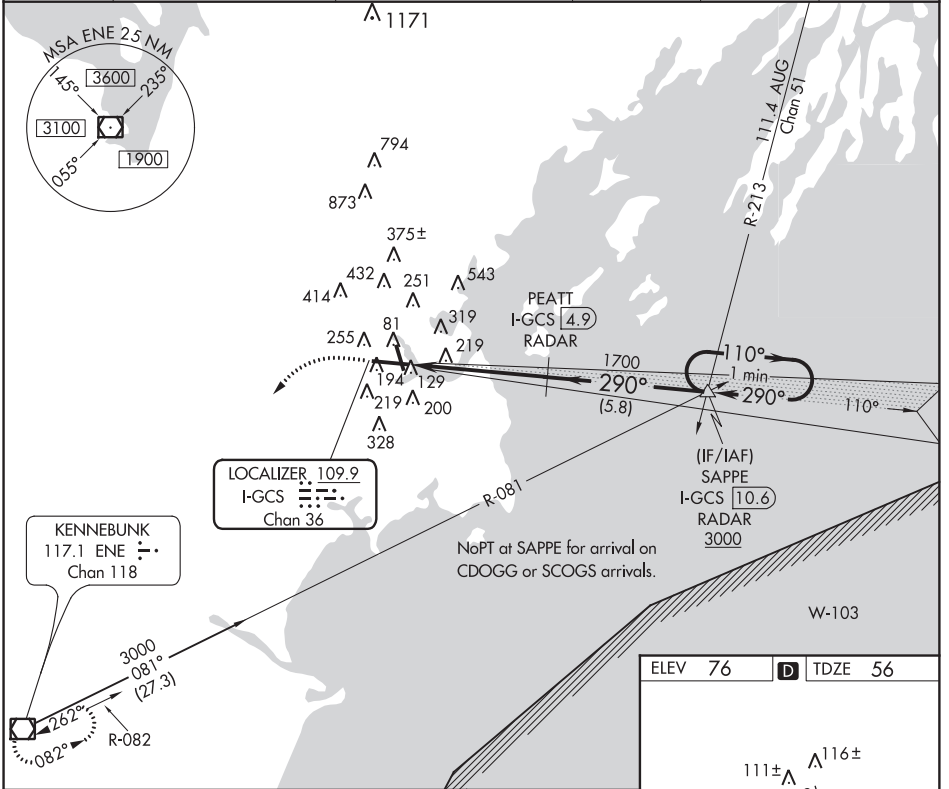 1171
MSA ENE 25 NM
145°
3600
235°
3100
1900
055°
111.4 AUG
Chan 51
R-213
794
873
375±
432
251
543
414
PEATT
I-GCS 4.9
RADAR
319
255
81
219
1700
110°
1 min
194
129
290°
290°
(5.8)
110°
219
200
328
(IF/IAF)
SAPPE
I-GCS 10.6
RADAR
3000
LOCALIZER 109.9
I-GCS
Chan 36
R-081
NoPT at SAPPE for arrival on
CDOGG or SCOGS arrivals.
KENNEBUNK
117.1 ENE
Chan 118
W-103
3000
081°
(27.3)
262°
R-082
082°
ELEV 76 D TDZE 56
116±
111±